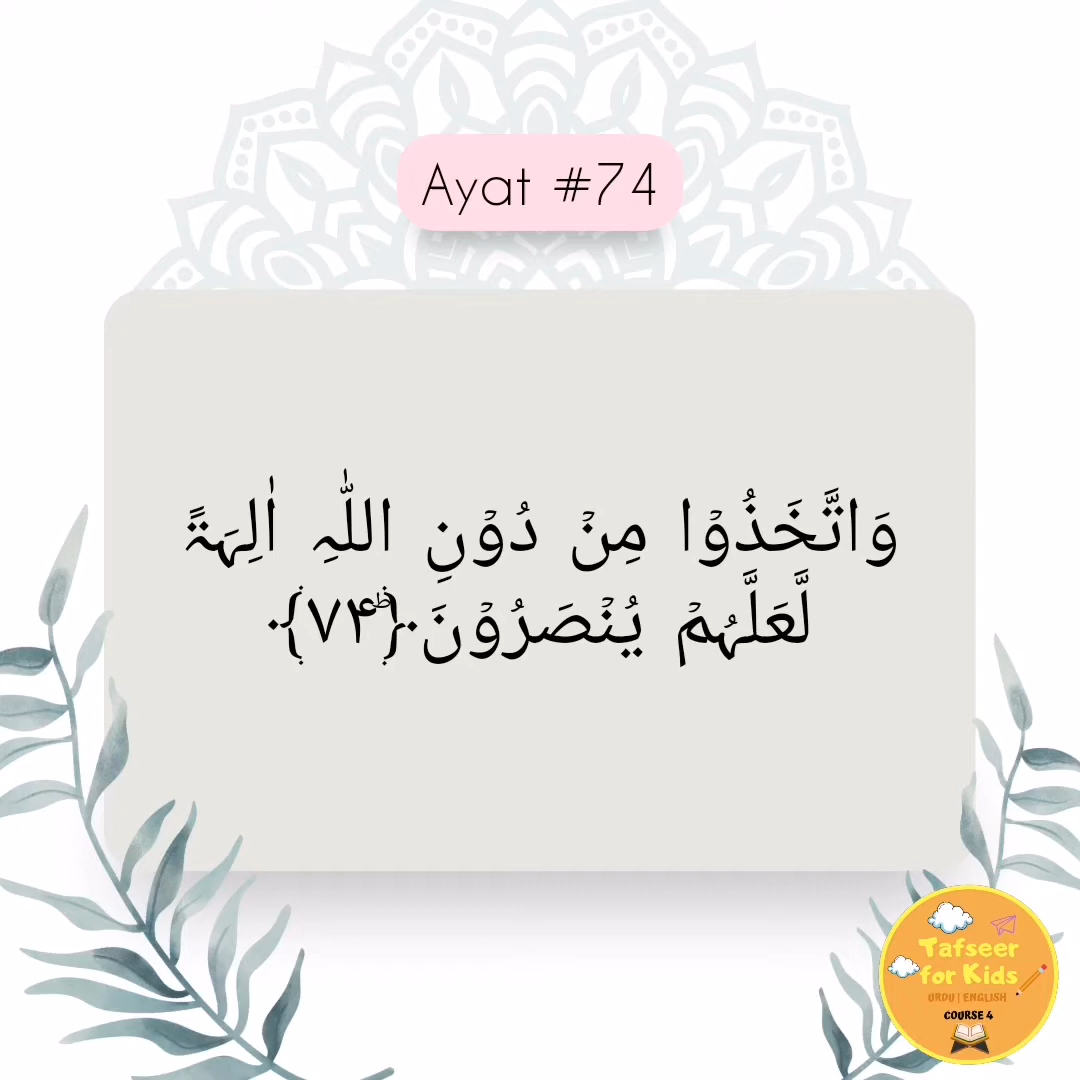 Ayat #74
وَاتَّخَذُوۡا مِنۡ دُوۡنِ اللّٰہِ اٰلِہَۃً
لَّعَلَّہُمۡ یُنۡصَرُوۡنَ ﴿ؕ۷۴﴾
Tafseer
for Kids
URDU | ENGLISH
COURSE 4